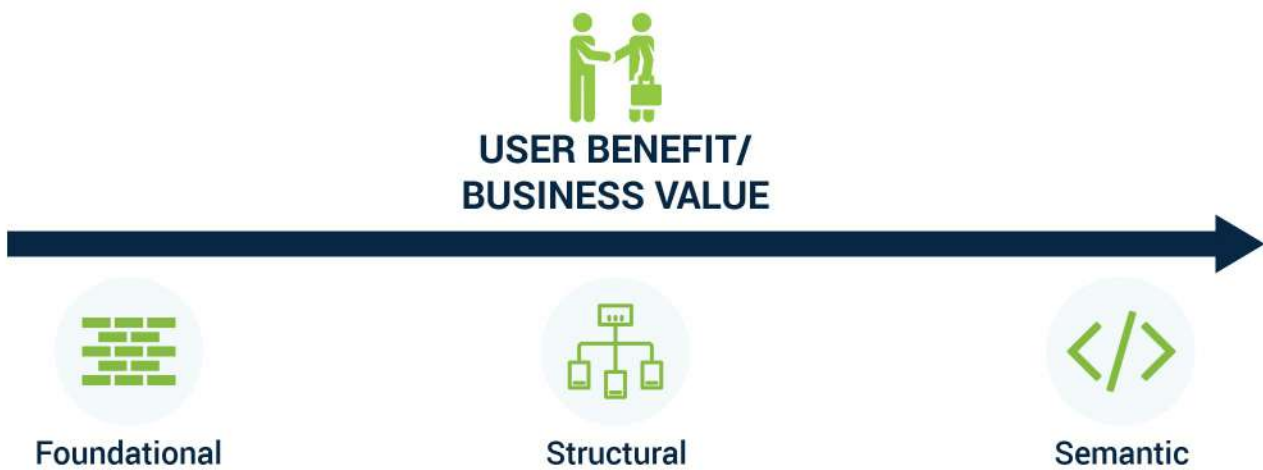 USER BENEFIT/
BUSINESS VALUE
Foundational
Structural
Semantic